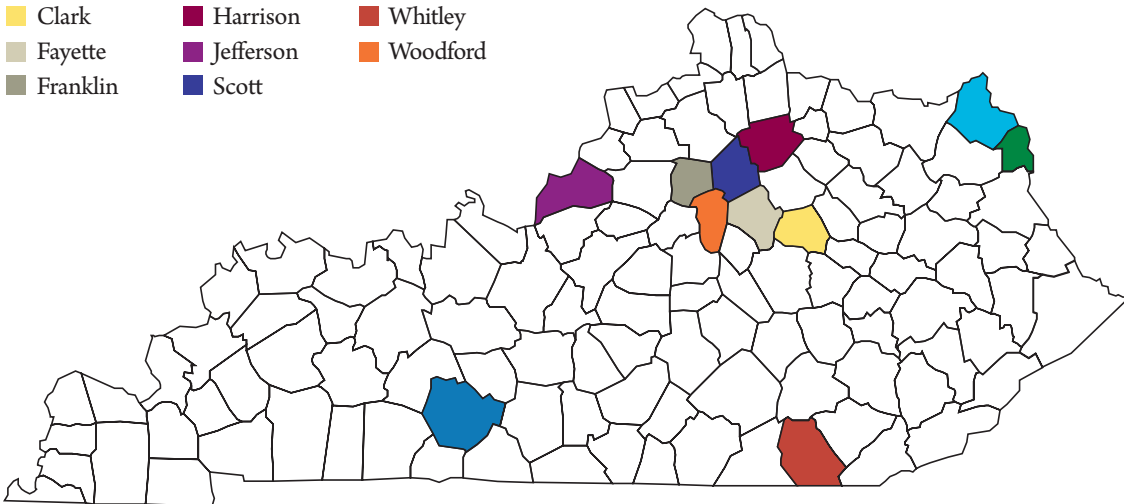 Clark
Fayette
Franklin
Harrison
Jefferson
Scott
Whitley
Woodford